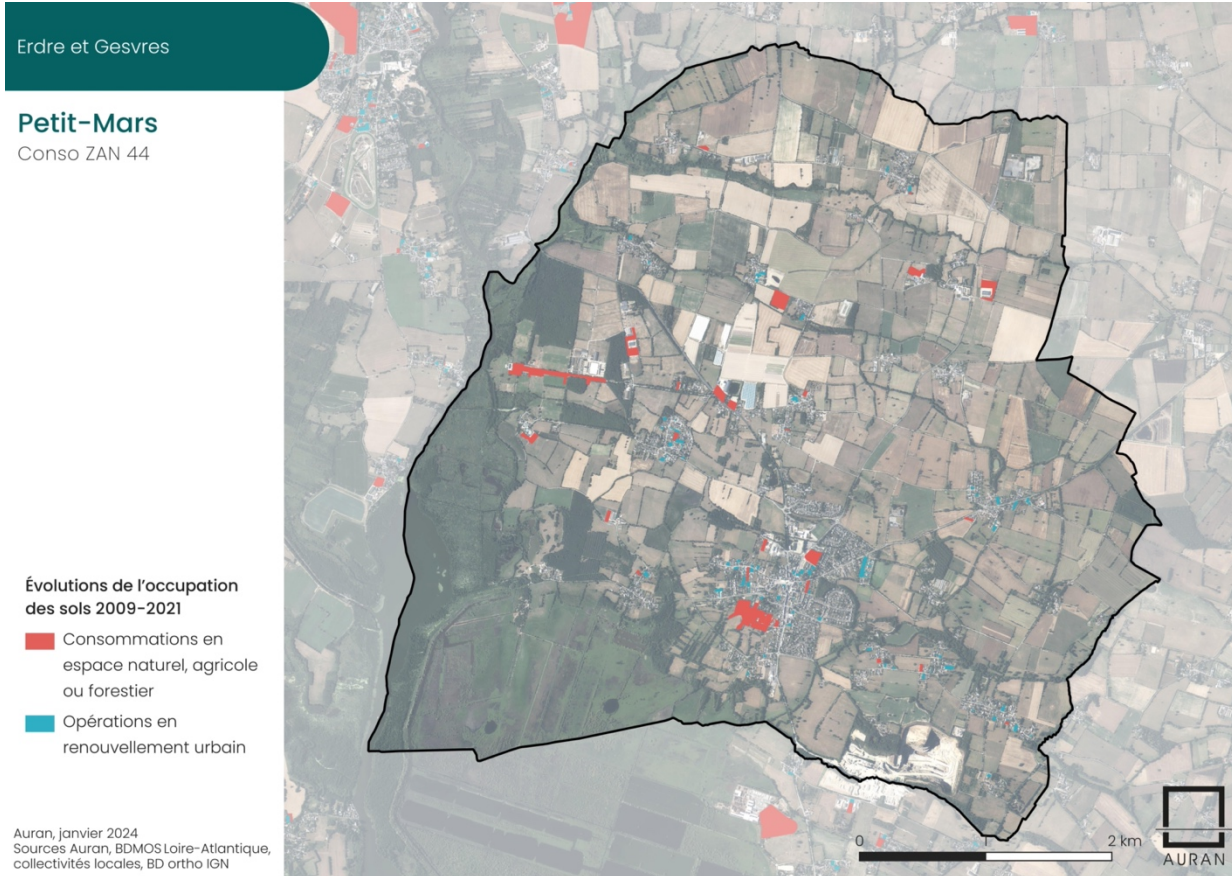 Erdre et Gesvres
Petit-Mars
Conso ZAN 44
Évolutions de l'occupation
des sols 2009-2021
Consommations en
espace naturel, agricole
ou forestier
Opérations en
renouvellement urbain
Auran, janvier 2024
Sources Auran, BDMOS Loire-Atlantique,
collectivités locales, BD ortho IGN
0 1 2 km
AURAN